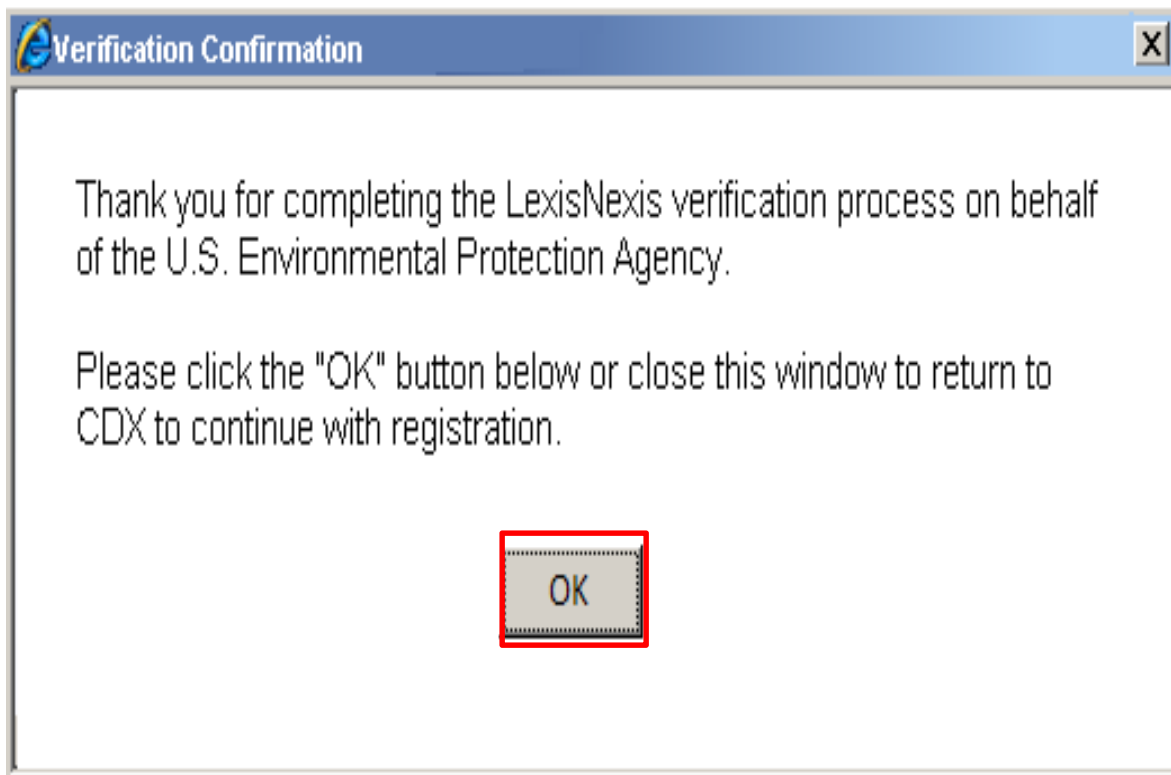 Verification Confirmation
Thank you for completing the LexisNexis verification process on behalf
of the U.S. Environmental Protection Agency.
Please click the "OK" button below or close this window to return to
CDX to continue with registration.
OK